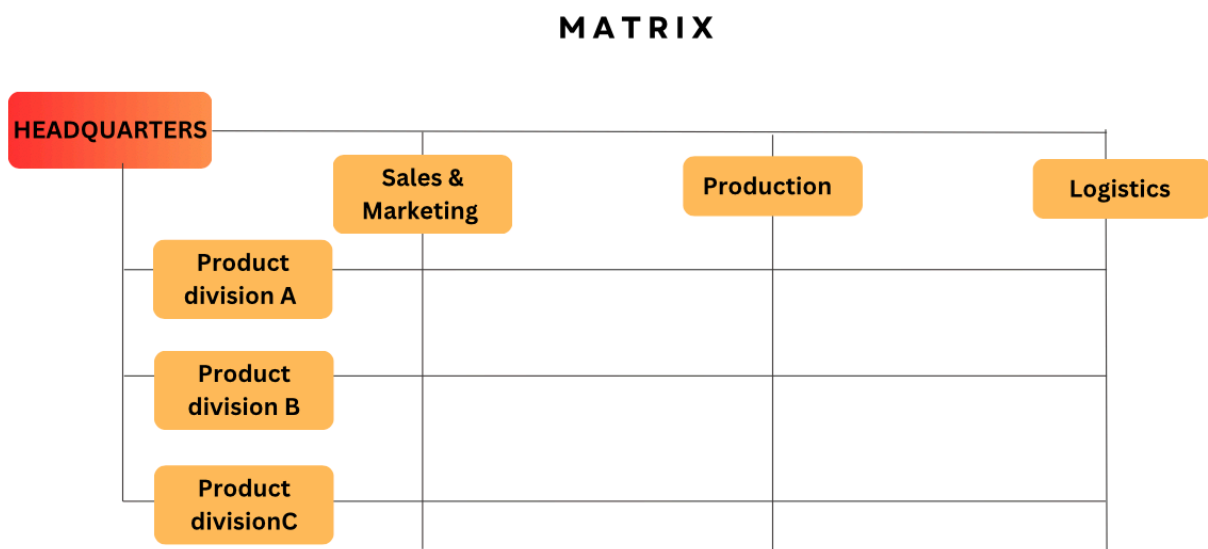 MATRIX
HEADQUARTERS
Sales &
Marketing
Production
Logistics
Product
division A
Product
division B
Product
divisionC